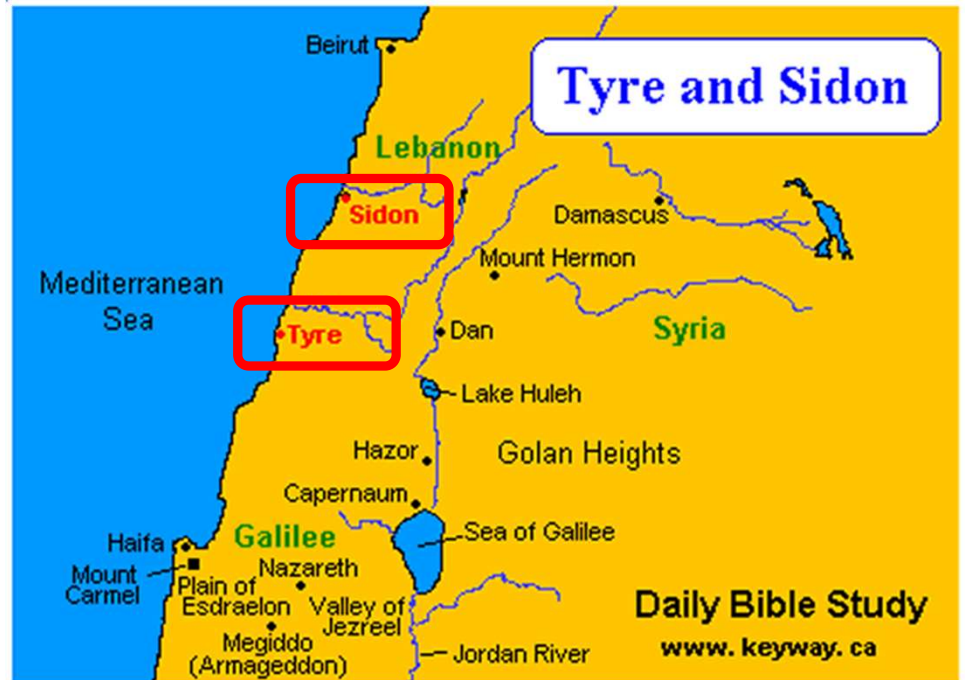 Beirut
Tyre and Sidon
Lebanon
Sidon
Damascus
Mount Hermon
Mediterranean
Sea
Tyre
Dan
Syria
Lake Huleh
Hazor
Golan Heights
Capernaum
Galilee
Sea of Galilee
Haifa
Mount
Carmel
Plain of
Esdraelon
Nazareth
Valley of
Jezreel
Megiddo
(Armageddon)
Jordan River
Daily Bible Study
www. keyway. ca